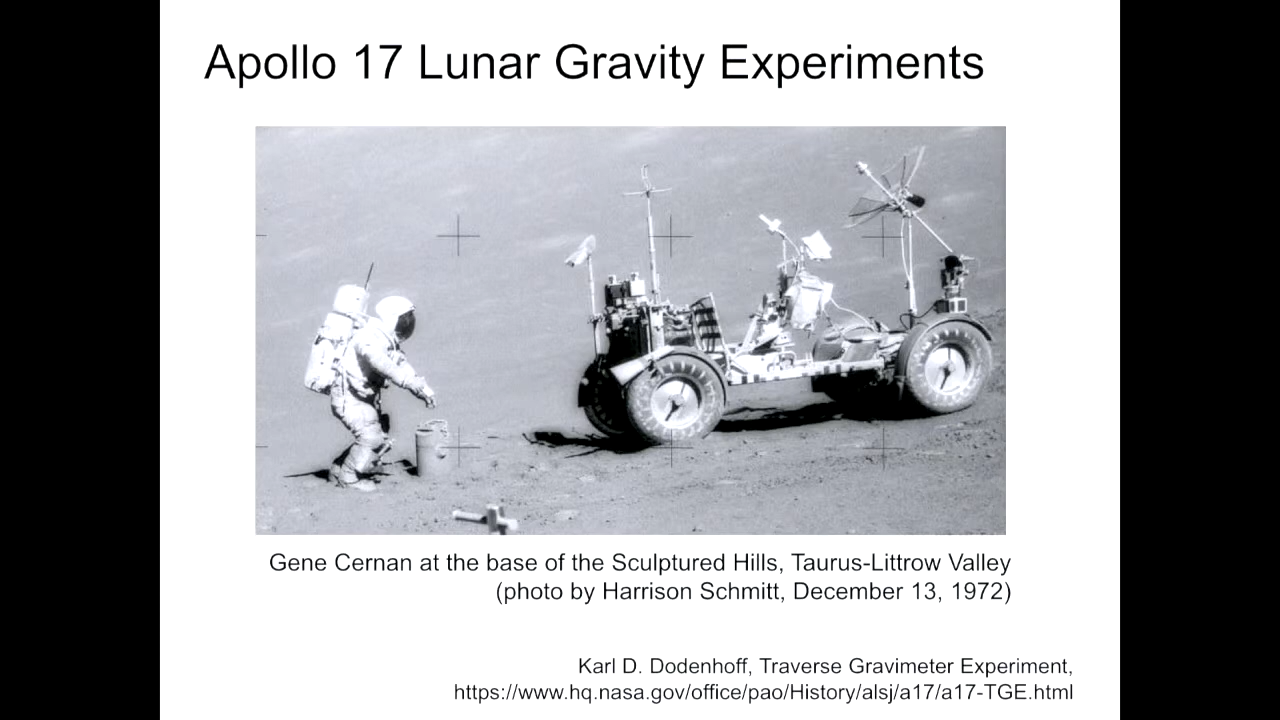 Apollo 17 Lunar Gravity Experiments
Gene Cernan at the base of the Sculptured Hills, Taurus-Littrow Valley
(photo by Harrison Schmitt, December 13, 1972)
Karl D. Dodenhoff, Traverse Gravimeter Experiment,
https://www.hq.nasa.gov/office/pao/History/alsj/a17/a17-TGE.html